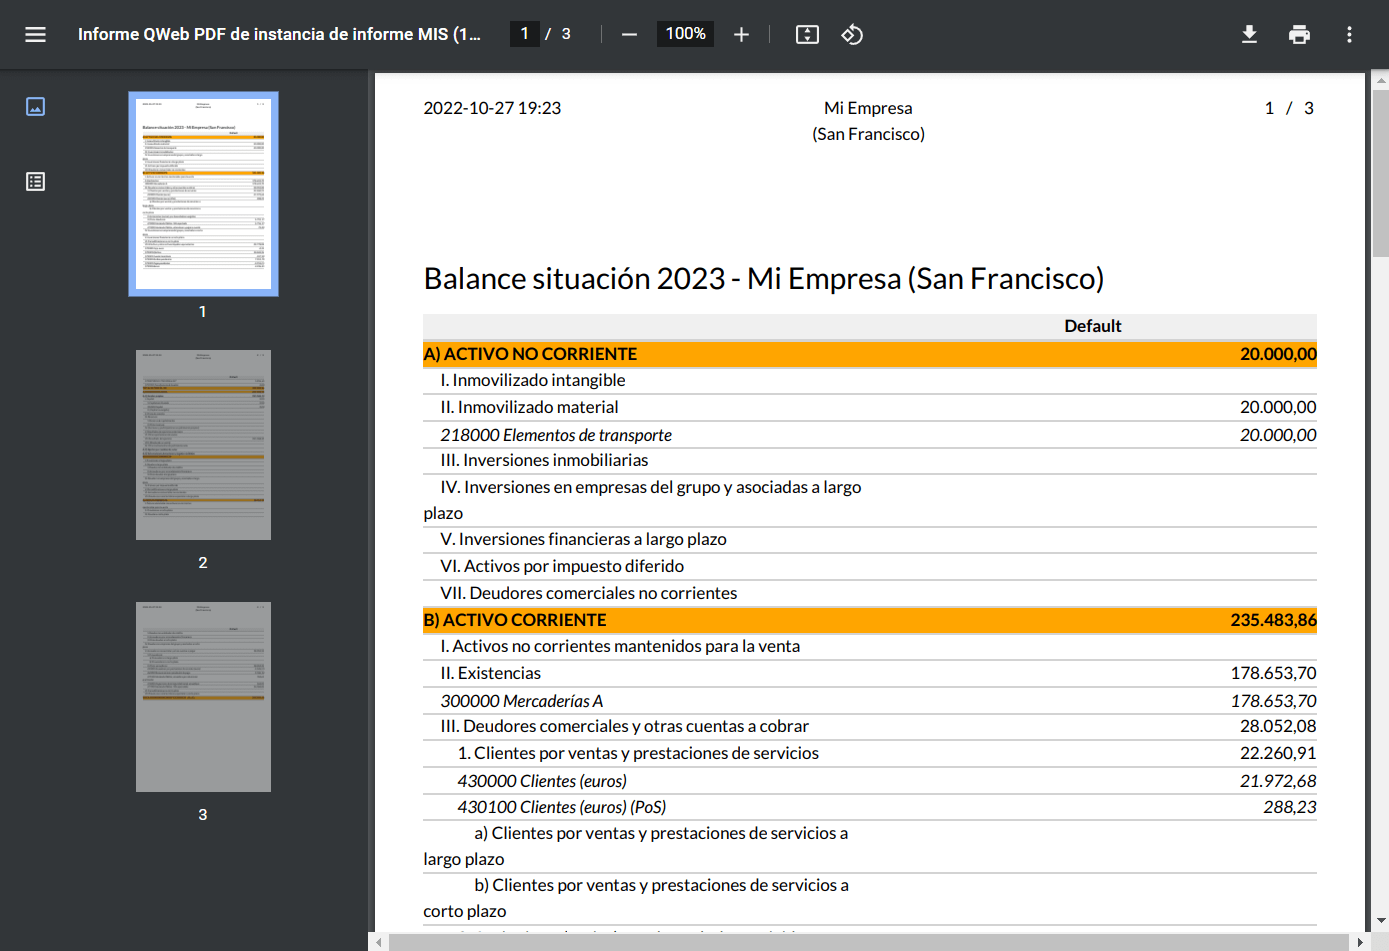 Informe QWeb PDF de instancia de informe MIS (1...
1 / 3
100%
1
2
3
2022-10-27 19:23 Mi Empresa 1 / 3
(San Francisco)
Balance situación 2023 - Mi Empresa (San Francisco)
Default
A) ACTIVO NO CORRIENTE 20.000,00
I. Inmovilizado intangible
II. Inmovilizado material 20.000,00
218000 Elementos de transporte 20.000,00
III. Inversiones inmobiliarias
IV. Inversiones en empresas del grupo y asociadas a largo
plazo
V. Inversiones financieras a largo plazo
VI. Activos por impuesto diferido
VII. Deudores comerciales no corrientes
B) ACTIVO CORRIENTE 235.483,86
I. Activos no corrientes mantenidos para la venta
II. Existencias 178.653,70
300000 Mercaderías A 178.653,70
III. Deudores comerciales y otras cuentas a cobrar 28.052,08
1. Clientes por ventas y prestaciones de servicios 22.260,91
430000 Clientes (euros) 21.972,68
430100 Clientes (euros) (PoS) 288,23
a) Clientes por ventas y prestaciones de servicios a
largo plazo
b) Clientes por ventas y prestaciones de servicios a
corto plazo